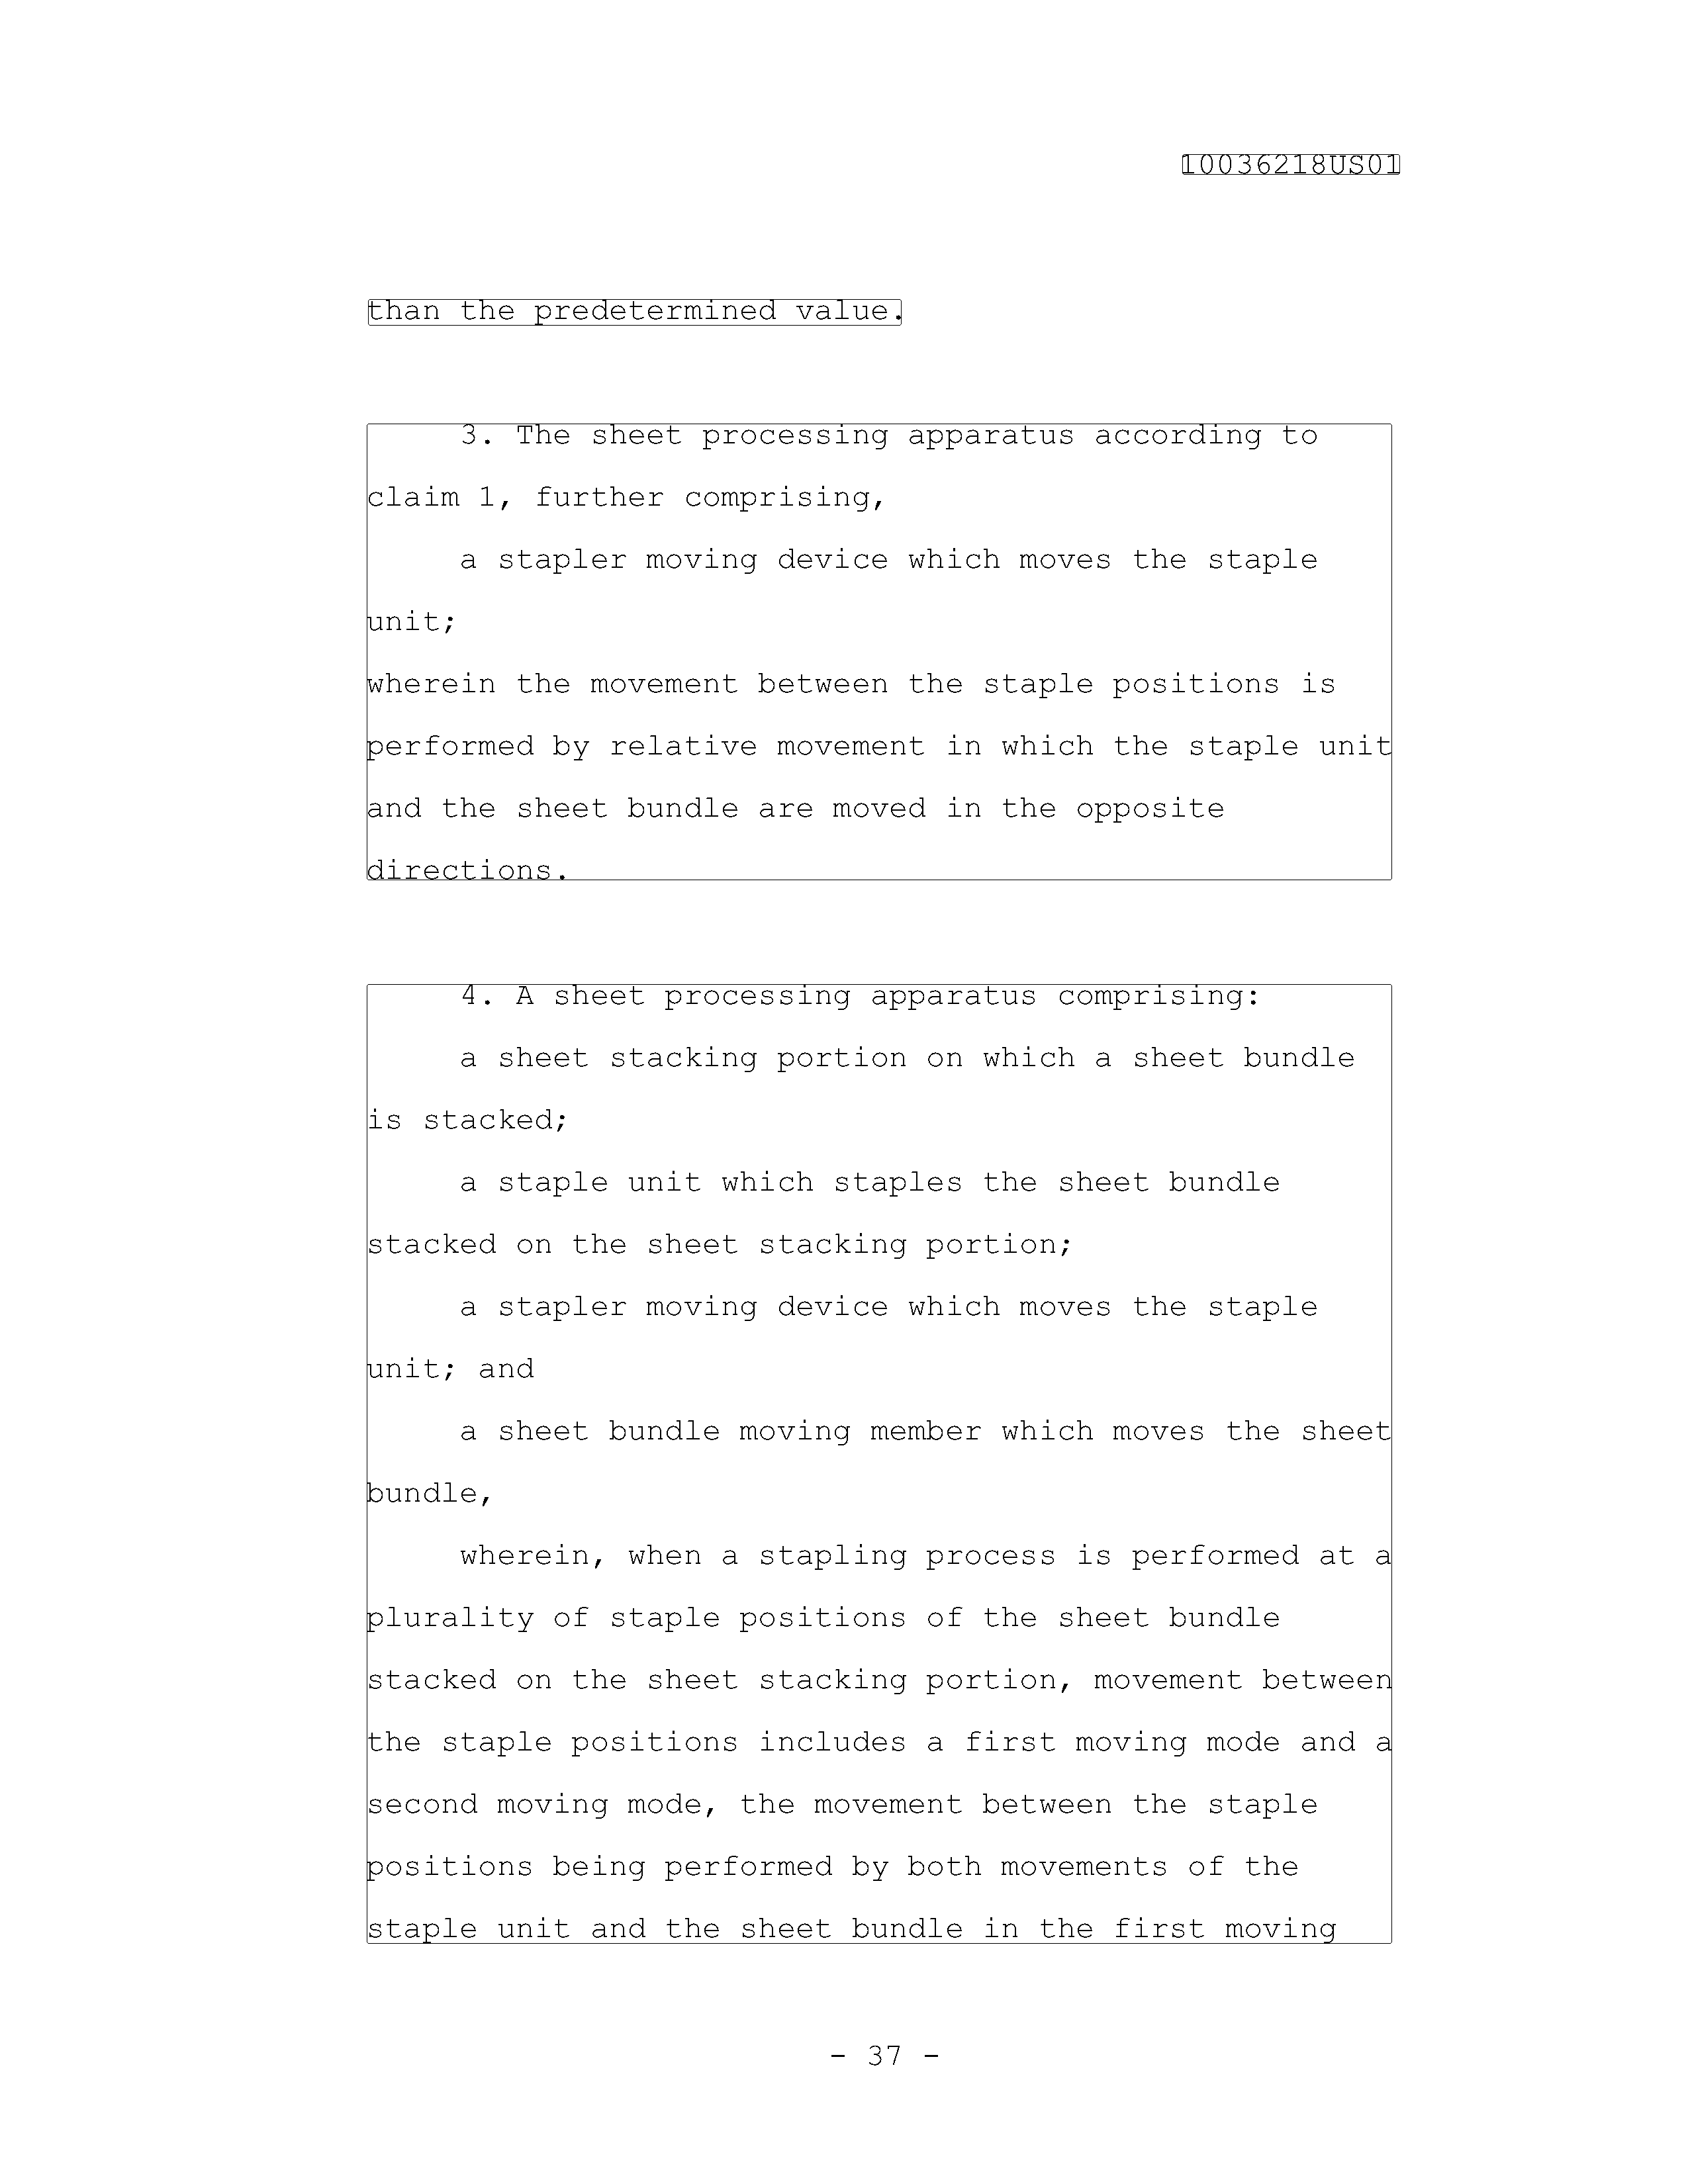 10036218US01
than the predetermined value.
3. The sheet processing apparatus according to
claim 1, further comprising,
a stapler moving device which moves the staple
unit;
wherein the movement between the staple positions is
performed by relative movement in which the staple unit
and the sheet bundle are moved in the opposite
directions.
4. A sheet processing apparatus comprising:
a sheet stacking portion on which a sheet bundle
is stacked;
a staple unit which staples the sheet bundle
stacked on the sheet stacking portion;
a stapler moving device which moves the staple
unit; and
a sheet bundle moving member which moves the sheet
bundle,
wherein, when a stapling process is performed at a
plurality of staple positions of the sheet bundle
stacked on the sheet stacking portion, movement between
the staple positions includes a first moving mode and a
second moving mode, the movement between the staple
positions being performed by both movements of the
staple unit and the sheet bundle in the first moving
- 37 -